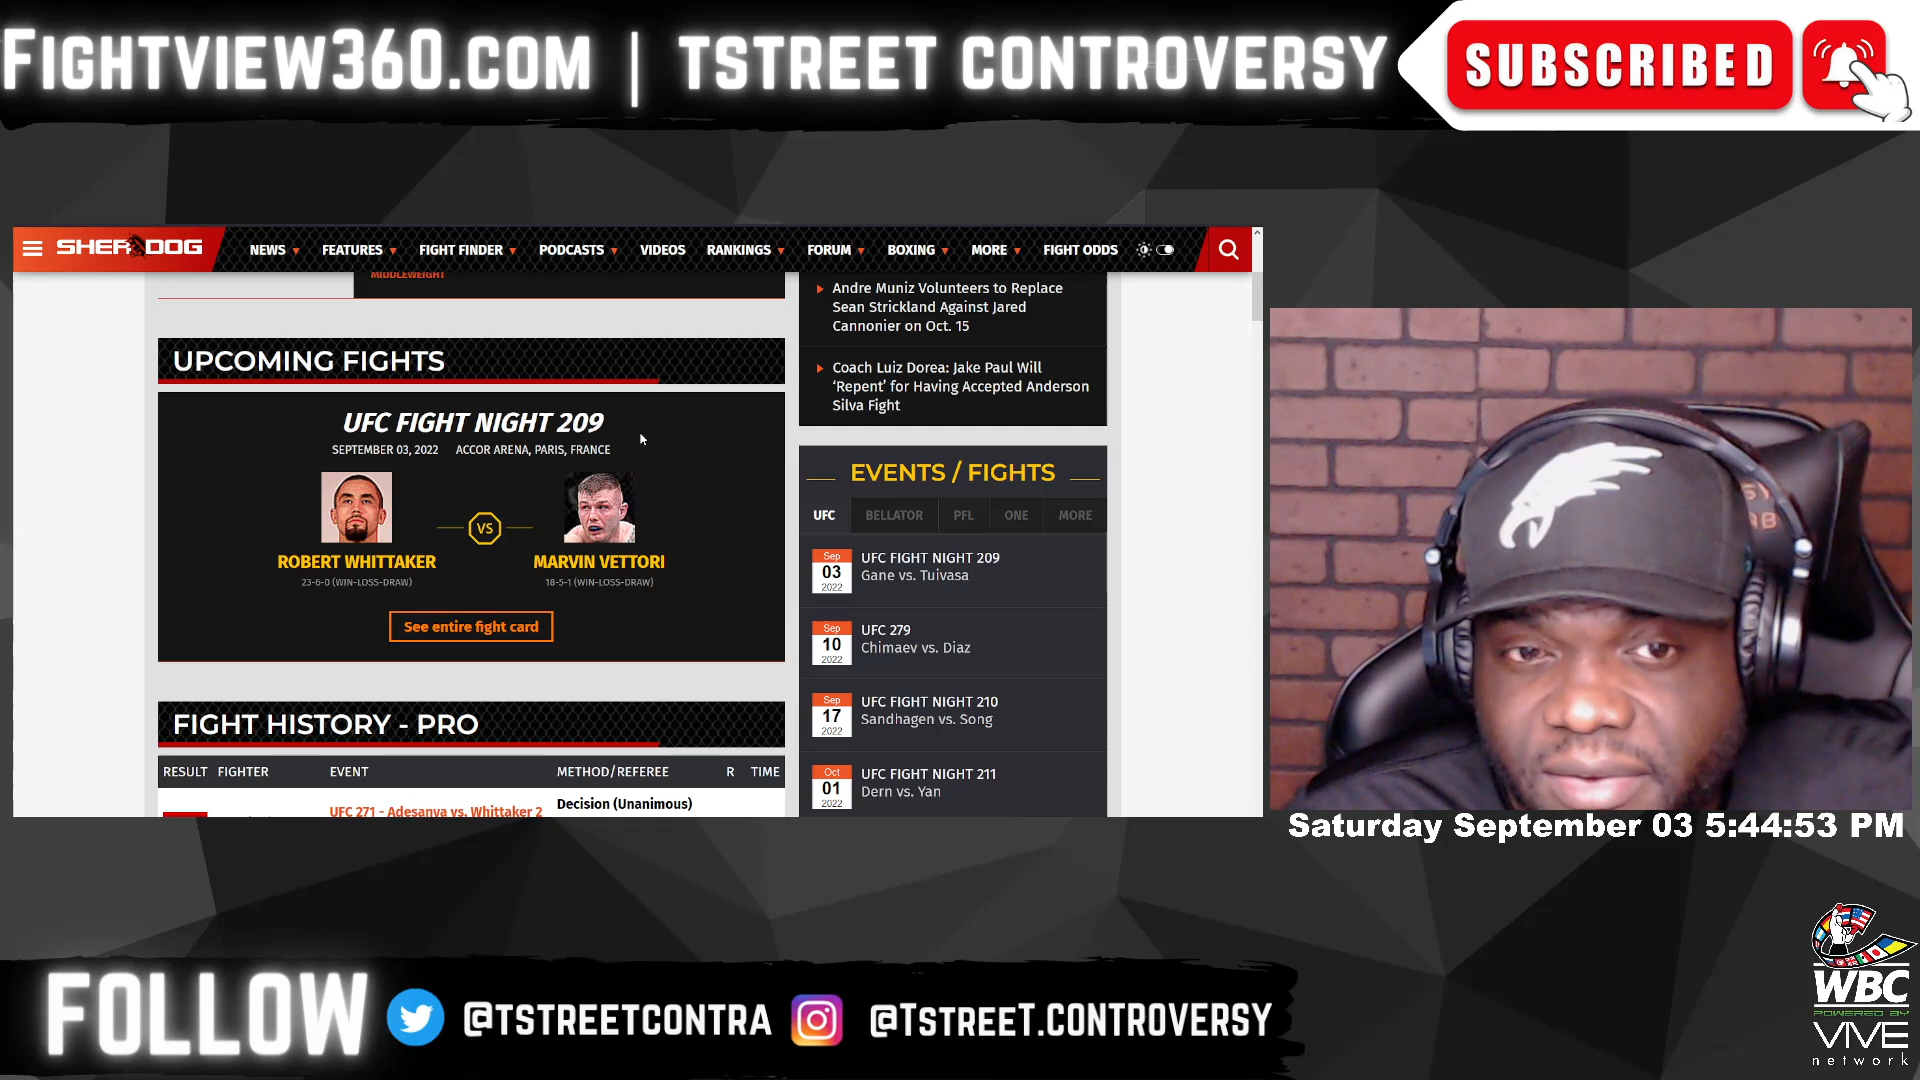 FIGHTVIEW360.COM | TSTREET CONTROVERSY
SUBSCRIBED
SHERDOG
NEWS FEATURES FIGHT FINDER PODCASTS VIDEOS RANKINGS FORUM BOXING MORE FIGHT ODDS
MIDDLEWEIGHT
UPCOMING FIGHTS
UFC FIGHT NIGHT 209
SEPTEMBER 03, 2022 ACCOR ARENA, PARIS, FRANCE
VS
ROBERT WHITTAKER
23-6-0 (WIN-LOSS-DRAW)
MARVIN VETTORI
18-5-1 (WIN-LOSS-DRAW)
See entire fight card
FIGHT HISTORY - PRO
RESULT FIGHTER EVENT METHOD/REFEREE R TIME
UFC 271 - Adesanya vs. Whittaker 2
Decision (Unanimous)
Andre Muniz Volunteers to Replace
Sean Strickland Against Jared
Cannonier on Oct. 15
Coach Luiz Dorea: Jake Paul Will
‘Repent’ for Having Accepted Anderson
Silva Fight
EVENTS / FIGHTS
UFC BELLATOR PFL ONE MORE
Sep
03
2022
UFC FIGHT NIGHT 209
Gane vs. Tuivasa
Sep
10
2022
UFC 279
Chimaev vs. Diaz
Sep
17
2022
UFC FIGHT NIGHT 210
Sandhagen vs. Song
Oct
01
2022
UFC FIGHT NIGHT 211
Dern vs. Yan
Saturday September 03 5:44:53 PM
FOLLOW @TSTREETCONTRA @TSTREET.CONTROVERSY
WBC
POWERED BY
VIVE
network